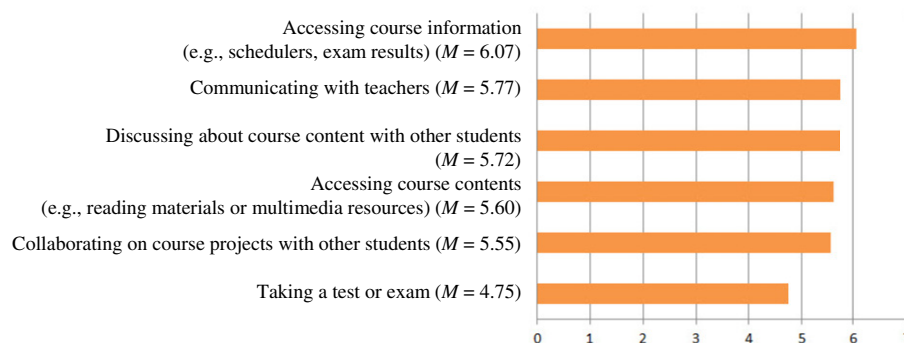 Accessing course information
(e.g., schedulers, exam results) (M = 6.07)
Communicating with teachers (M = 5.77)
Discussing about course content with other students
(M = 5.72)
Accessing course contents
(e.g., reading materials or multimedia resources) (M = 5.60)
Collaborating on course projects with other students (M = 5.55)
Taking a test or exam (M = 4.75)
0 1 2 3 4 5 6